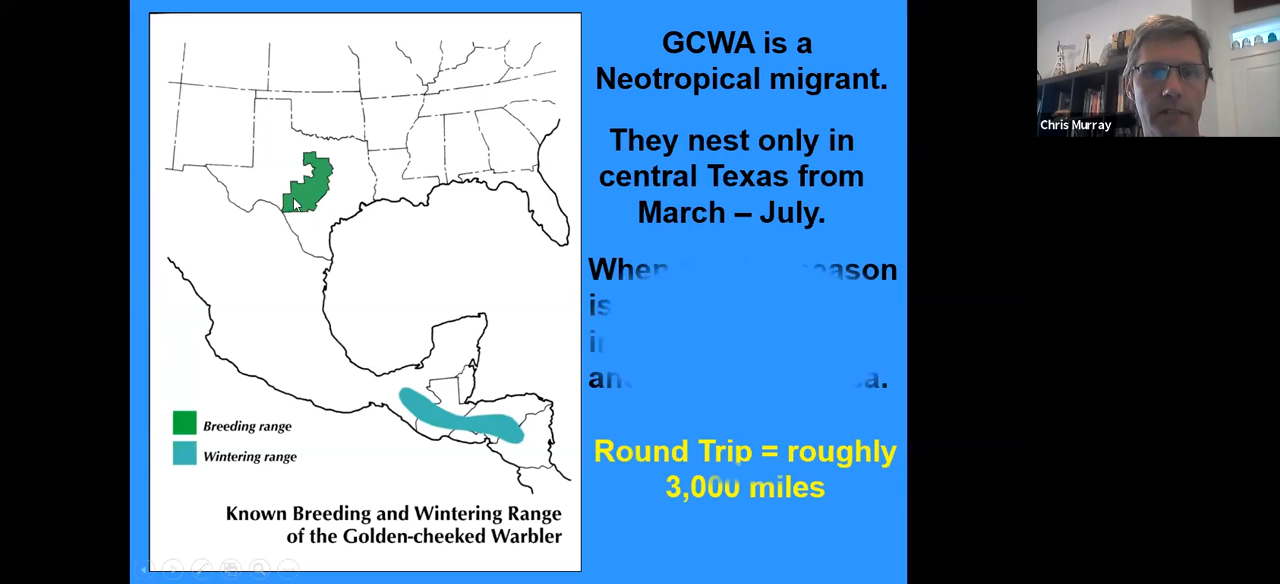 GCWA is a
Neotropical migrant.
They nest only in
central Texas from
March – July.
When
is
Round Trip = roughly
3,000 miles
Breeding range
Wintering range
Known Breeding and Wintering Range
of the Golden-cheeked Warbler
Chris Murray